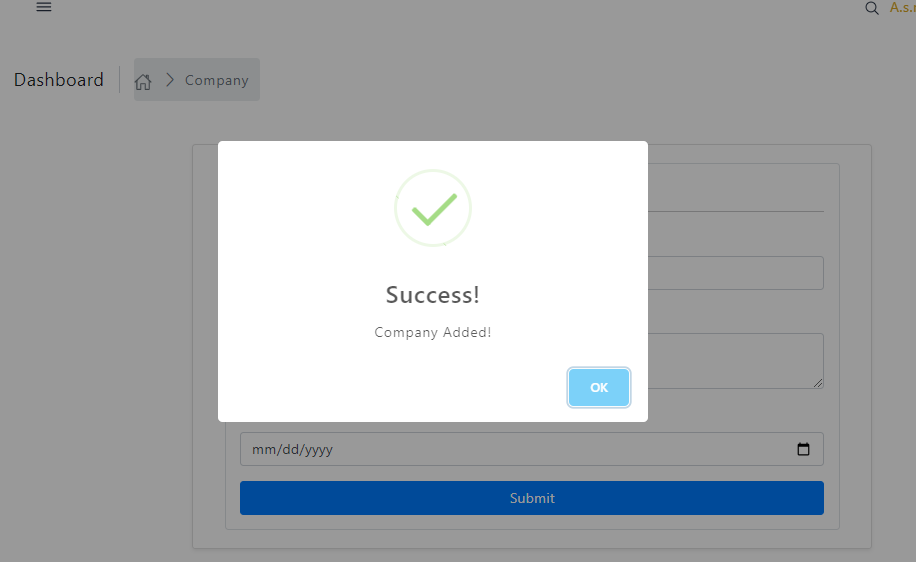 A.s.
Dashboard
Company
Success!
Company Added!
OK
mm/dd/yyyy
Submit